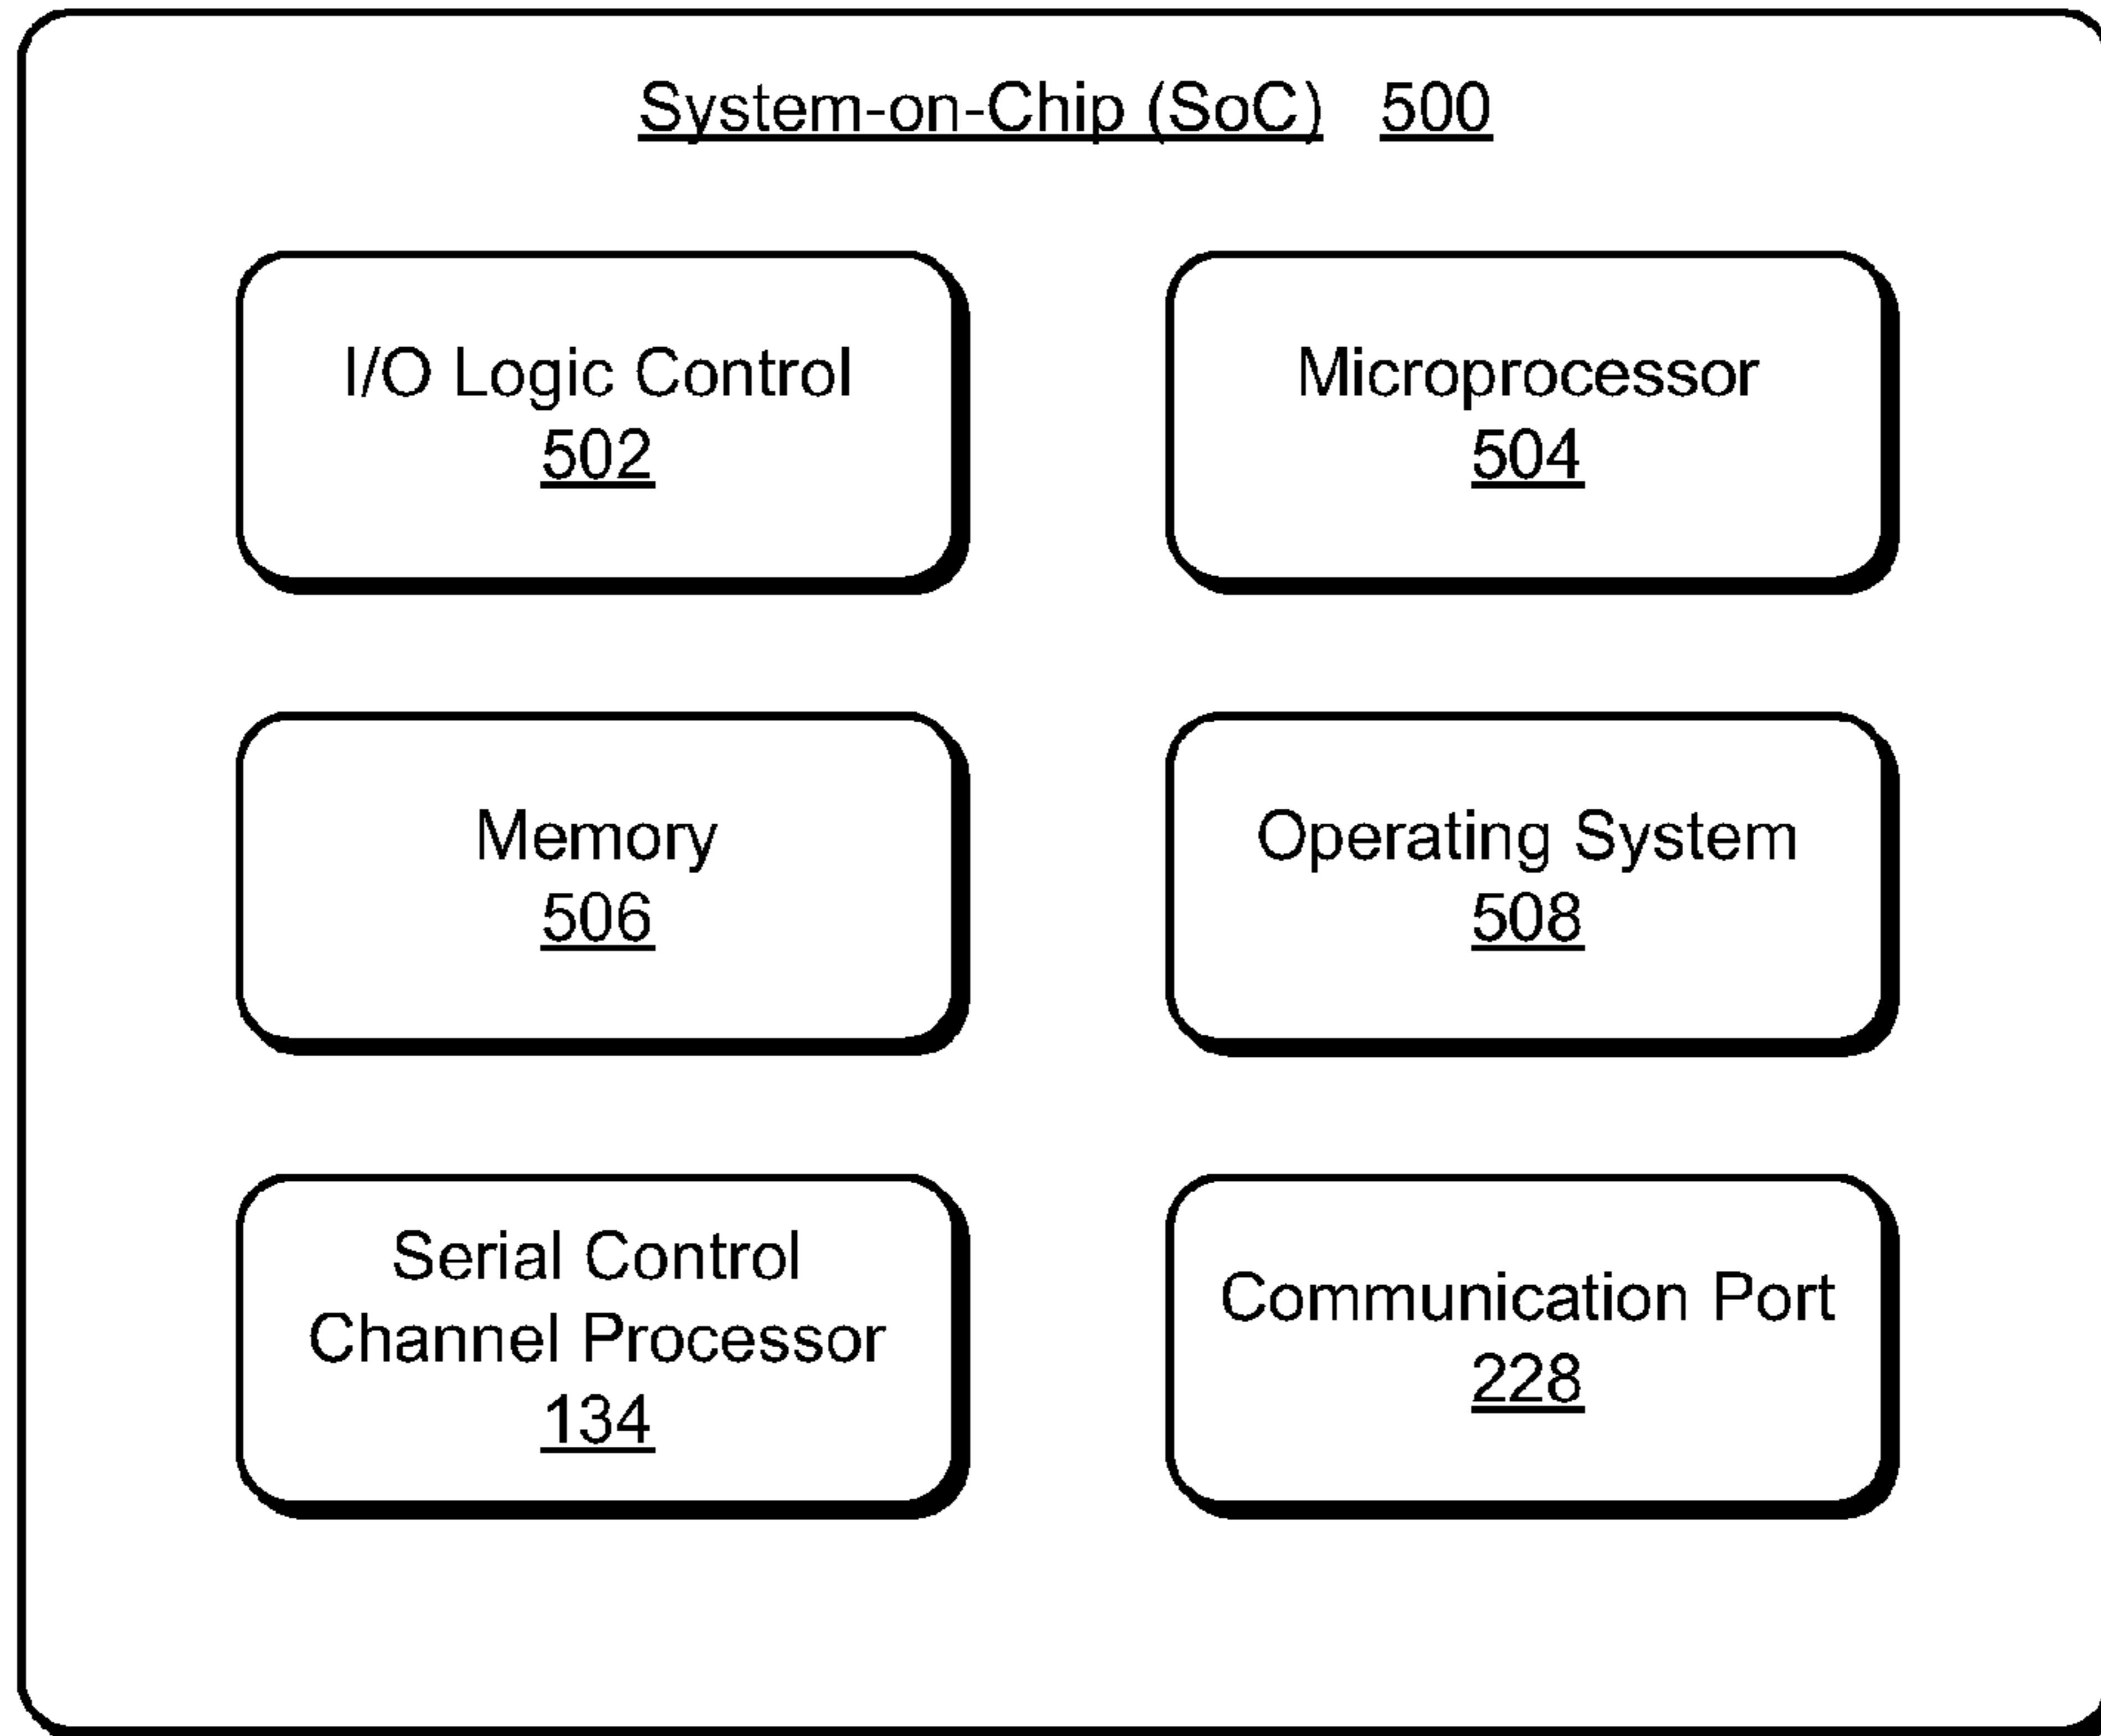 System-on-Chip (SoC) 500
I/O Logic Control
502
Microprocessor
504
Memory
506
Operating System
508
Serial Control
Channel Processor
134
Communication Port
228